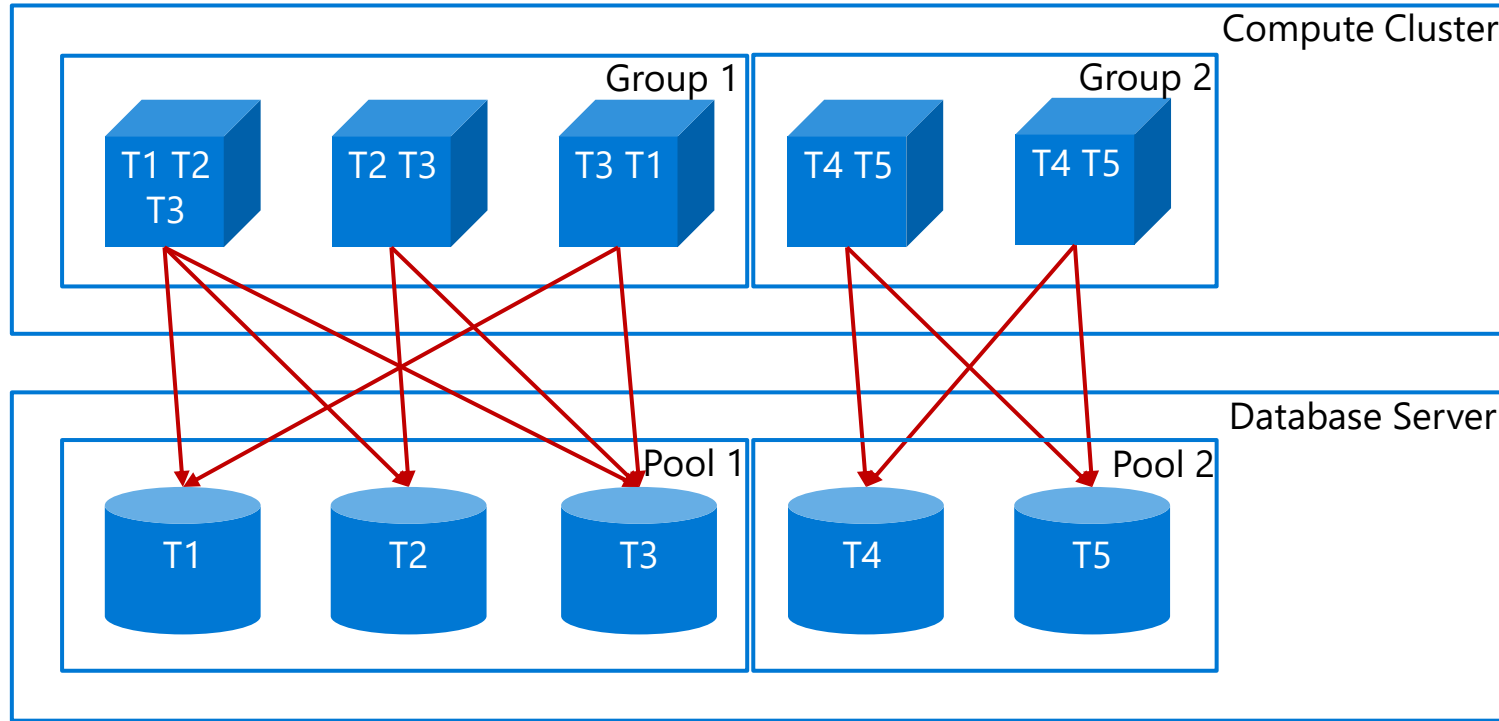 Compute Cluster
Group 1
Group 2
T1 T2
T3
T2 T3
T3 T1
T4 T5
T4 T5
Database Server
Pool 1
Pool 2
T1
T2
T3
T4
T5